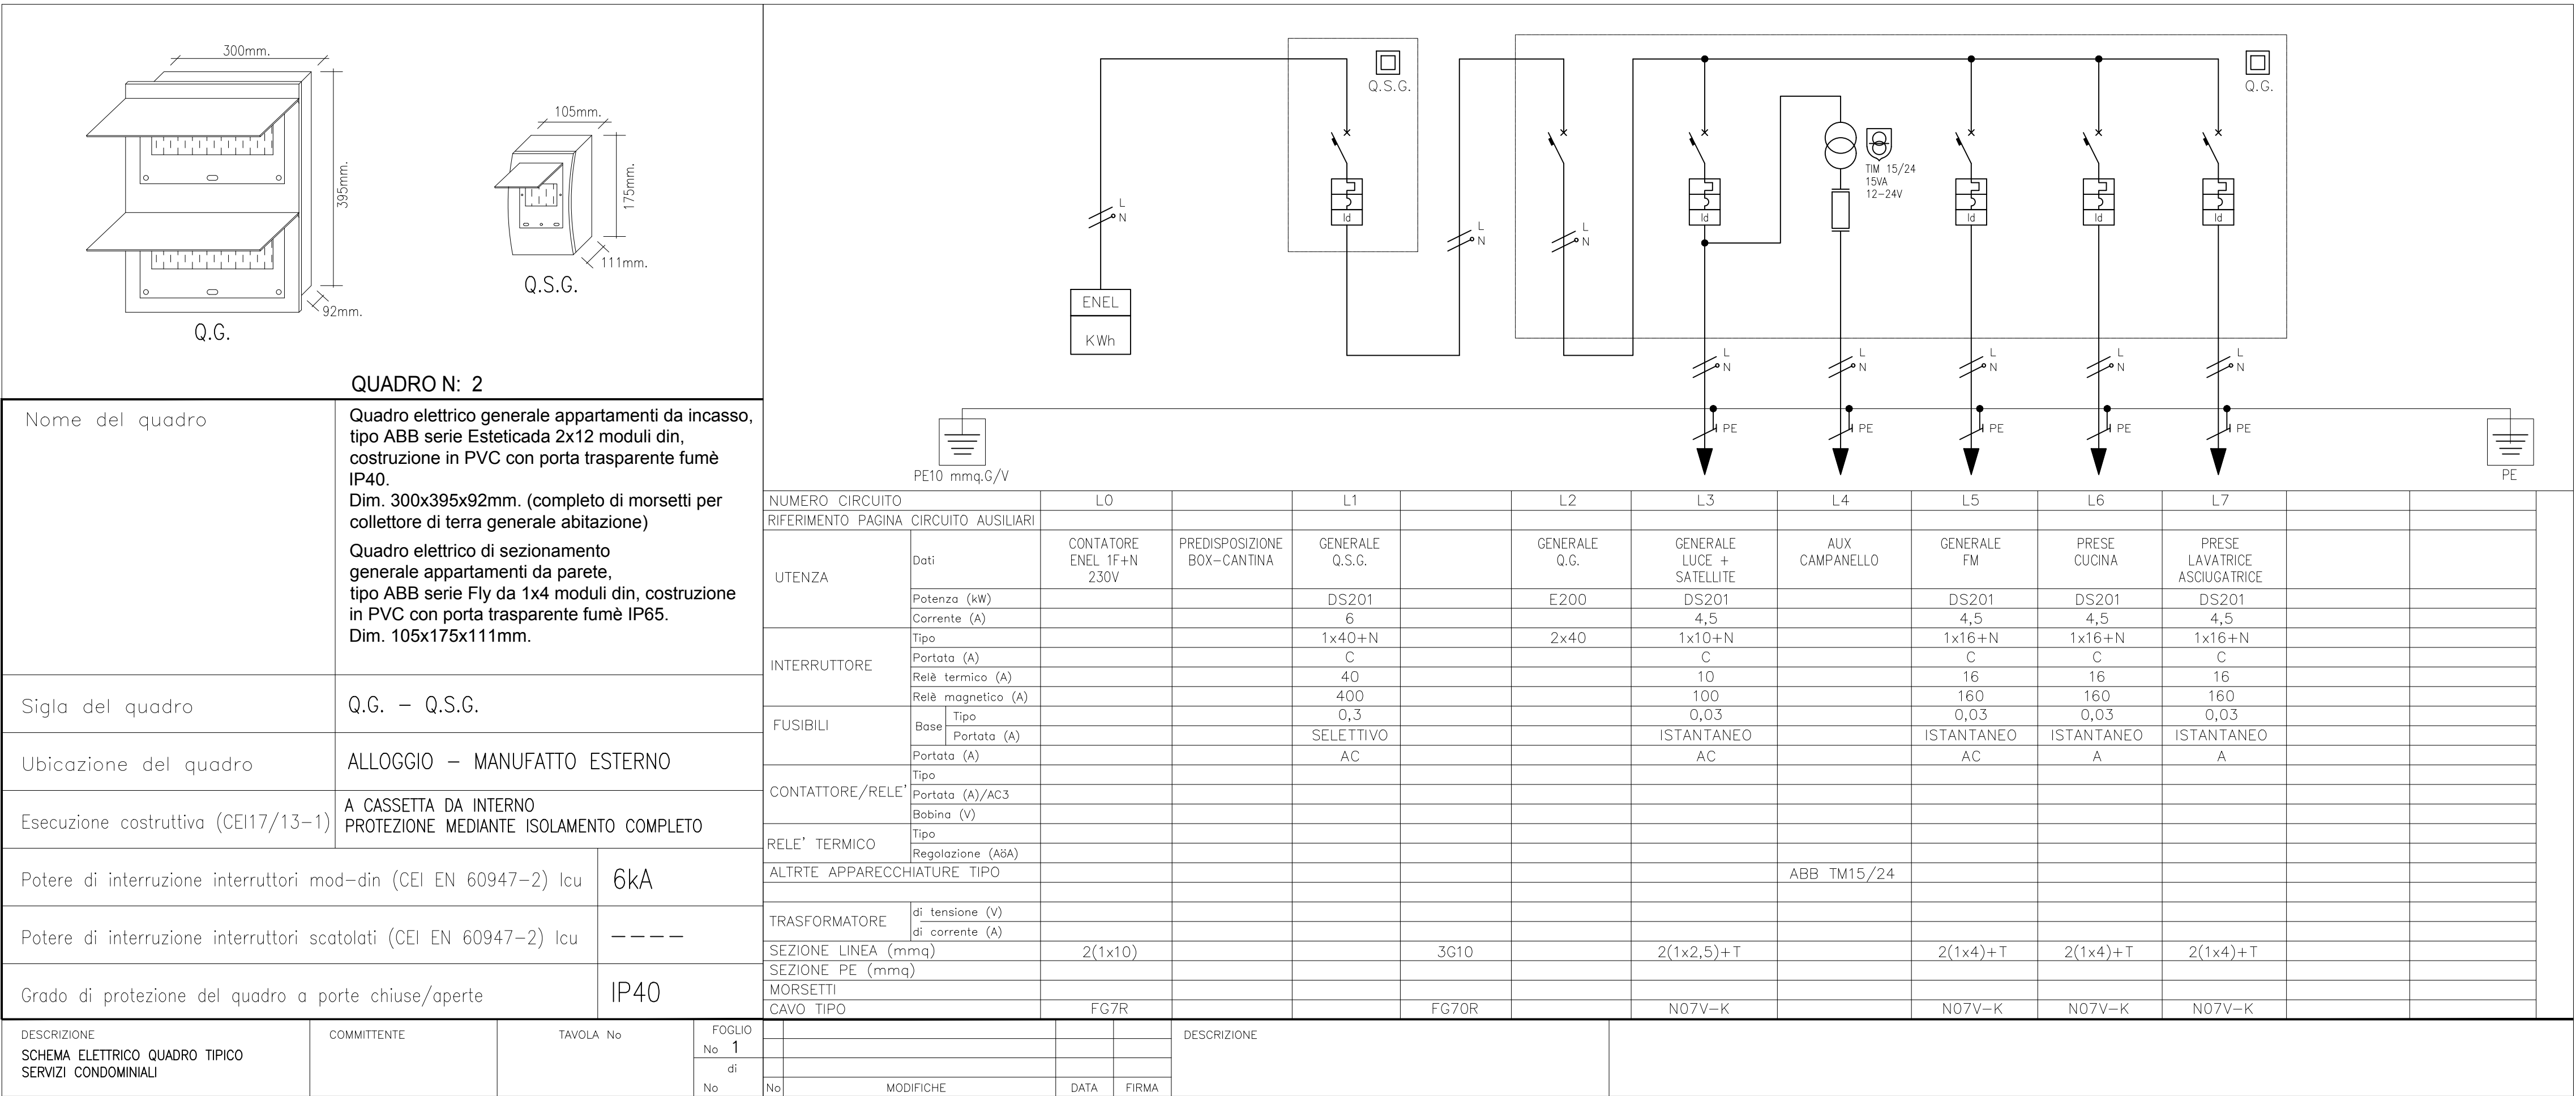 300mm.
395mm.
92mm.
Q.G.
105mm.
175mm.
111mm.
Q.S.G.
QUADRO N: 2
Nome del quadro
Quadro elettrico generale appartamenti da incasso,
tipo ABB serie Esteticada 2x12 moduli din,
costruzione in PVC con porta trasparente fumè
IP40.
Dim. 300x395x92mm. (completo di morsetti per
collettore di terra generale abitazione)
Quadro elettrico di sezionamento
generale appartamenti da parete,
tipo ABB serie Fly da 1x4 moduli din, costruzione
in PVC con porta trasparente fumè IP65.
Dim. 105x175x111mm.
Sigla del quadro
Q.G. - Q.S.G.
Ubicazione del quadro
ALLOGGIO - MANUFATTO ESTERNO
Esecuzione costruttiva (CEI17/13-1)
A CASSETTA DA INTERNO
PROTEZIONE MEDIANTE ISOLAMENTO COMPLETO
Potere di interruzione interruttori mod-din (CEI EN 60947-2) Icu
6kA
Potere di interruzione interruttori scatolati (CEI EN 60947-2) Icu
----
Grado di protezione del quadro a porte chiuse/aperte
IP40
DESCRIZIONE
SCHEMA ELETTRICO QUADRO TIPICO
SERVIZI CONDOMINIALI
COMMITTENTE
TAVOLA No
FOGLIO
No 1
di
No
Q.S.G.
Q.G.
TIM 15/24
15VA
12-24V
Id
Id
Id
Id
Id
L
N
L
N
L
N
ENEL
KWh
L
N
L
N
L
N
L
N
L
N
PE
PE
PE
PE
PE
PE10 mmq.G/V
PE
NUMERO CIRCUITO L0 L1 L2 L3 L4 L5 L6 L7
RIFERIMENTO PAGINA CIRCUITO AUSILIARI
UTENZA
Dati
CONTATORE
ENEL 1F+N
230V
PREDISPOSIZIONE
BOX-CANTINA
GENERALE
Q.S.G.
GENERALE
Q.G.
GENERALE
LUCE +
SATELLITE
AUX
CAMPANELLO
GENERALE
FM
PRESE
CUCINA
PRESE
LAVATRICE
ASCIUGATRICE
Potenza (kW) DS201 E200 DS201 DS201 DS201 DS201
Corrente (A) 6 4,5 4,5 4,5 4,5
INTERRUTTORE
Tipo 1x40+N 2x40 1x10+N 1x16+N 1x16+N 1x16+N
Portata (A) C C C C C
Relè termico (A) 40 10 16 16 16
Relè magnetico (A) 400 100 160 160 160
FUSIBILI
Base
Tipo 0,3 0,03 0,03 0,03 0,03
Portata (A) SELETTIVO ISTANTANEO ISTANTANEO ISTANTANEO ISTANTANEO
Portata (A) AC AC AC A A
CONTATTORE/RELE'
Tipo
Portata (A)/AC3
Bobina (V)
RELE' TERMICO
Tipo
Regolazione (AöA)
ALTRTE APPARECCHIATURE TIPO ABB TM15/24
TRASFORMATORE
di tensione (V)
di corrente (A)
SEZIONE LINEA (mmq) 2(1x10) 3G10 2(1x2,5)+T 2(1x4)+T 2(1x4)+T 2(1x4)+T
SEZIONE PE (mmq)
MORSETTI
CAVO TIPO FG7R FG70R N07V-K N07V-K N07V-K N07V-K
No MODIFICHE DATA FIRMA
DESCRIZIONE